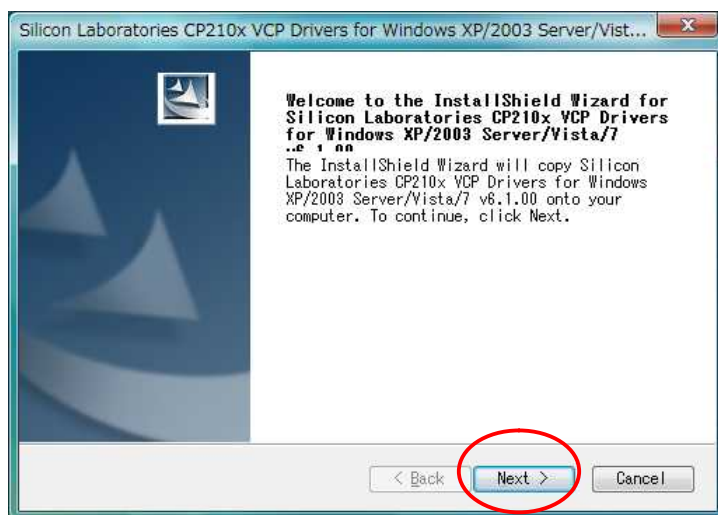 Silicon Laboratories CP210x VCP Drivers for Windows XP/2003 Server/Vist...
Welcome to the InstallShield Wizard for
Silicon Laboratories CP210x VCP Drivers
for Windows XP/2003 Server/Vista/7
v6.1.00
The InstallShield Wizard will copy Silicon
Laboratories CP210x VCP Drivers for Windows
XP/2003 Server/Vista/7 v6.1.00 onto your
computer. To continue, click Next.
< Back Next > Cancel